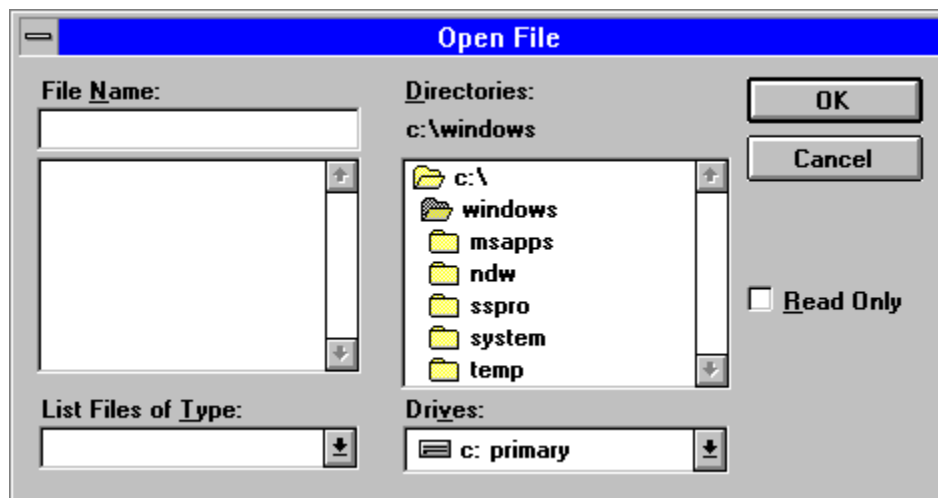 Open File
File Name:
Directories:
c:\windows
OK
Cancel
c:\
windows
msapps
ndw
sspro
system
temp
Read Only
List Files of Type:
Drives:
c: primary